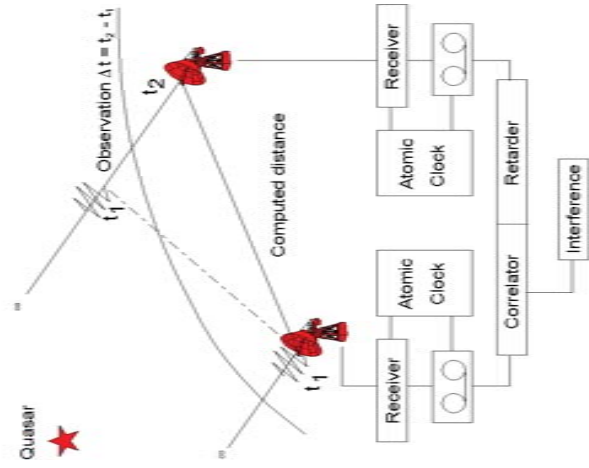 Quasar
∞
∞
Observation Δt = t₂ - t₁
t₁
t₂
t₁
Computed distance
Receiver
Atomic
Clock
Receiver
Atomic
Clock
Correlator
Retarder
Interference